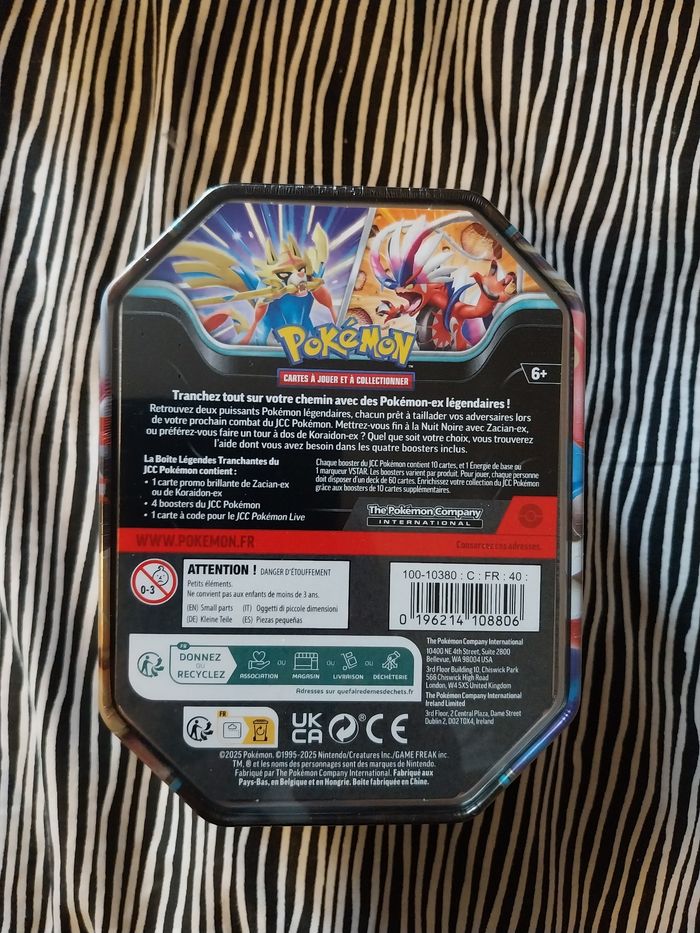 POKÉMON
™
CARTES À JOUER ET À COLLECTIONNER
6+
Tranchez tout sur votre chemin avec des Pokémon-ex légendaires !
Retrouvez deux puissants Pokémon légendaires, chacun prêt à taillader vos adversaires lors
de votre prochain combat du JCC Pokémon. Mettrez-vous fin à la Nuit Noire avec Zacian-ex,
ou préférez-vous faire un tour à dos de Koraidon-ex ? Quel que soit votre choix, vous trouverez
l'aide dont vous avez besoin dans les quatre boosters inclus.
La Boîte Légendes Tranchantes du
JCC Pokémon contient :
• 1 carte promo brillante de Zacian-ex
ou de Koraidon-ex
• 4 boosters du JCC Pokémon
• 1 carte à code pour le JCC Pokémon Live
Chaque booster du JCC Pokémon contient 10 cartes, et 1 Énergie de base ou
1 marqueur VSTAR. Les boosters varient par produit. Pour jouer, chaque personne
doit disposer d'un deck de 60 cartes. Enrichissez votre collection du JCC Pokémon
grâce aux boosters de 10 cartes supplémentaires.
The Pokémon Company
INTERNATIONAL
WWW.POKEMON.FR
Conservez ces adresses.
0-3
ATTENTION ! DANGER D'ÉTOUFFEMENT
Petits éléments.
Ne convient pas aux enfants de moins de 3 ans.
(EN) Small parts (IT) Oggetti di piccole dimensioni
(DE) Kleine Teile (ES) Piezas pequeñas
100-10380 : C : FR : 40 :
0 196214 108806
FR
DONNEZ
OU
RECYCLEZ
ASSOCIATION
OU
MAGASIN
OU
LIVRAISON
OU
DÉCHÈTERIE
Adresses sur quefairedemesdechets.fr
The Pokémon Company International
10400 NE 4th Street, Suite 2800
Bellevue, WA 98004 USA
3rd Floor Building 10, Chiswick Park
566 Chiswick High Road
London, W4 5XS United Kingdom
The Pokémon Company International
Ireland Limited
3rd Floor, 2 Central Plaza, Dame Street
Dublin 2, D02 T0X4, Ireland
FR
UK
CA
CE
©2025 Pokémon. ©1995-2025 Nintendo/Creatures Inc./GAME FREAK inc.
TM, ® et les noms des personnages sont des marques de Nintendo.
Fabriqué par The Pokémon Company International. Fabriqué aux
Pays-Bas, en Belgique et en Hongrie. Boîte fabriquée en Chine.